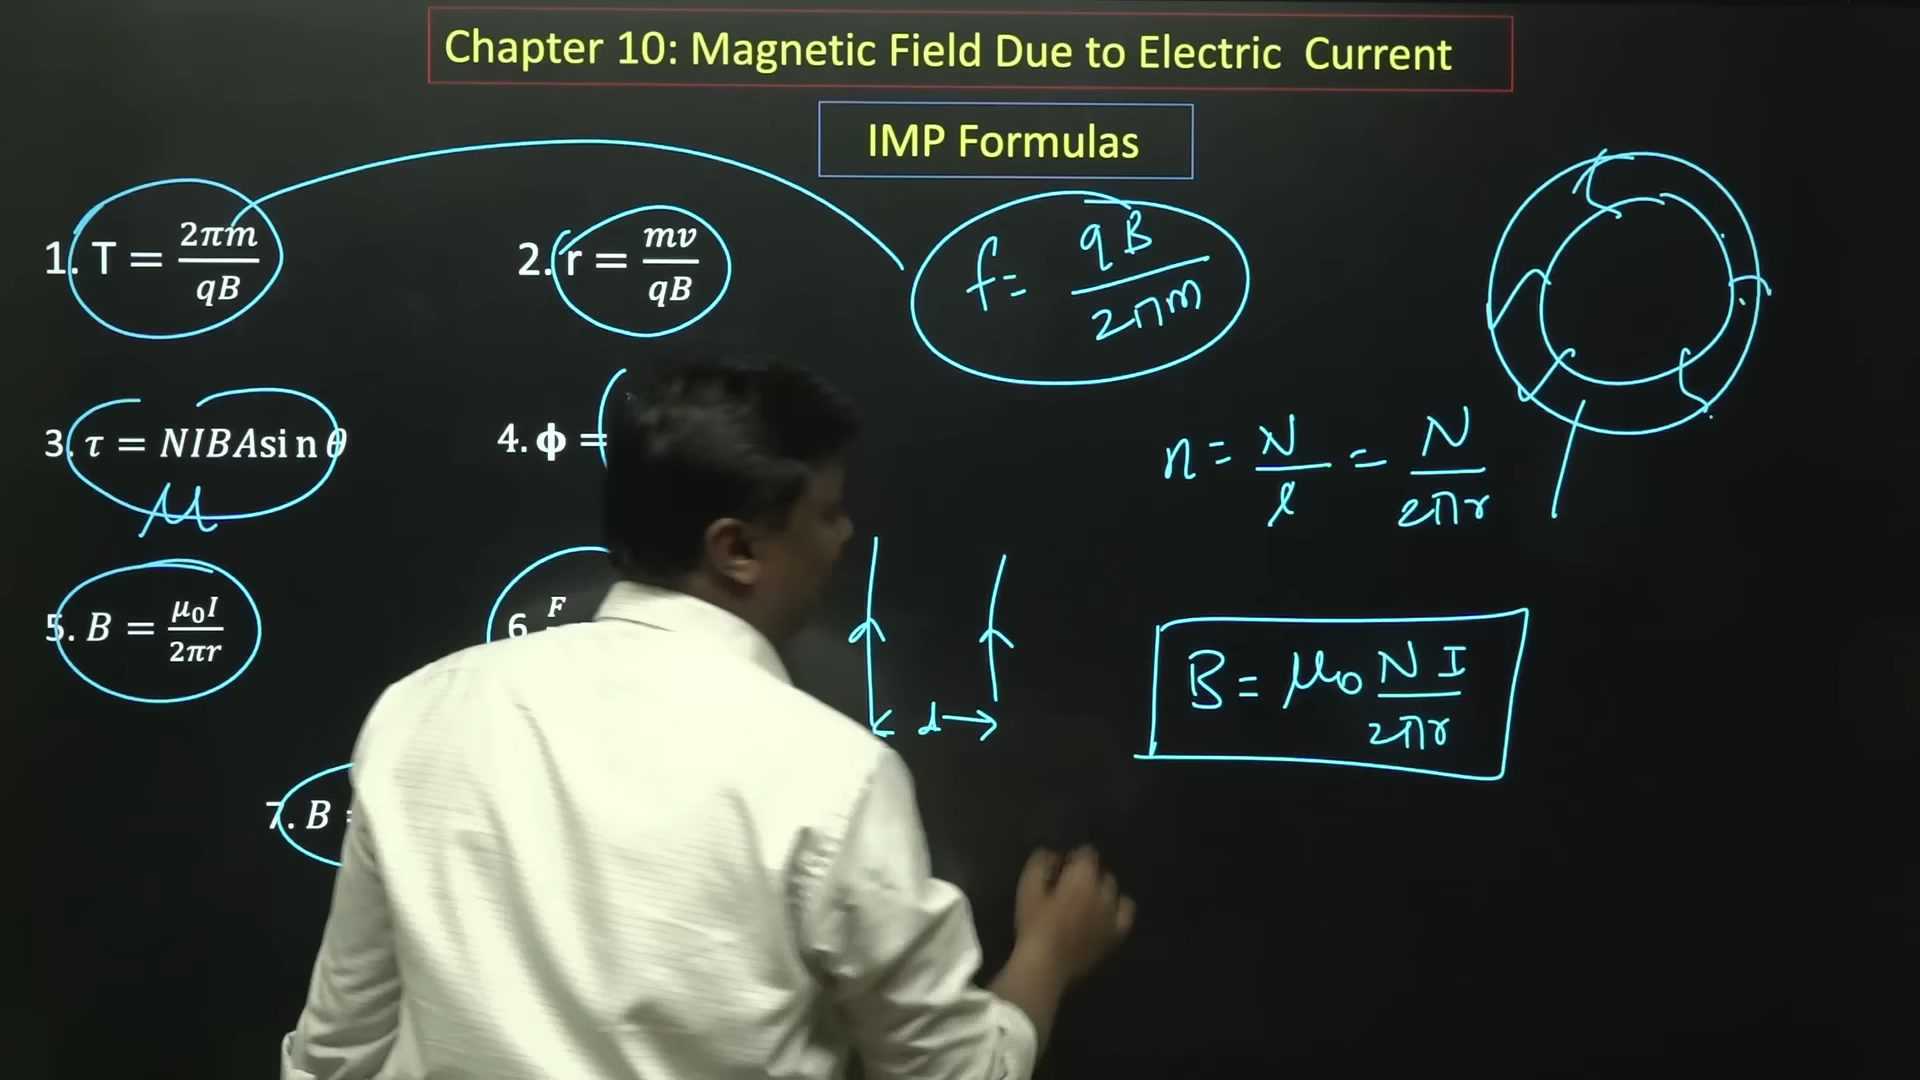 Chapter 10: Magnetic Field Due to Electric Current
IMP Formulas
1. T = 2πm / qB
2. r = mv / qB
f = qB / 2πm
3. τ = NIBA sin θ
M
4. ϕ =
n = N / l = N / 2πr
5. B = μ₀I / 2πr
6. F
d
B = μ₀ NI / 2πr
7. B =